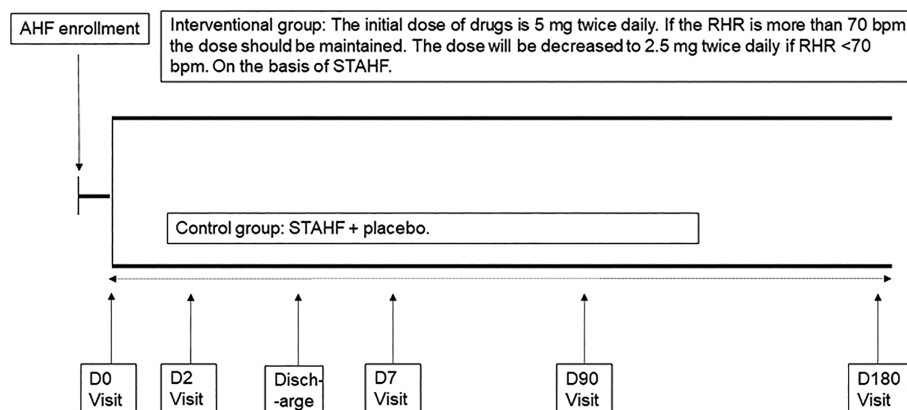 AHF enrollment
Interventional group: The initial dose of drugs is 5 mg twice daily. If the RHR is more than 70 bpm
the dose should be maintained. The dose will be decreased to 2.5 mg twice daily if RHR <70
bpm. On the basis of STAHF.
Control group: STAHF + placebo.
D0
Visit
D2
Visit
Disch-
-arge
D7
Visit
D90
Visit
D180
Visit